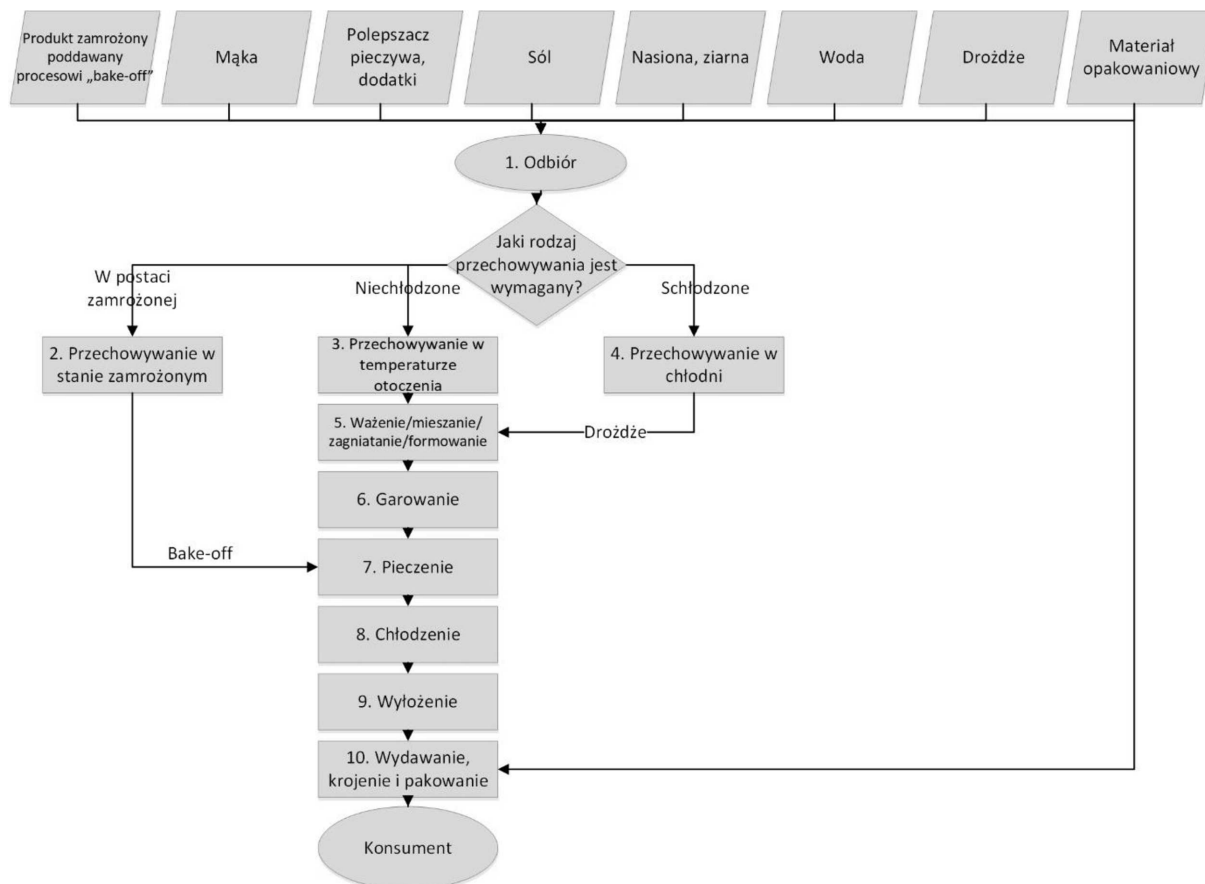 Produkt zamrożony
poddawany
procesowi „bake-off”
Mąka
Polepszacz
pieczywa,
dodatki
Sól
Nasiona, ziarna
Woda
Drożdże
Materiał
opakowaniowy
1. Odbiór
Jaki rodzaj
przechowywania jest
wymagany?
W postaci
zamrożonej
Niechłodzone
Schłodzone
2. Przechowywanie w
stanie zamrożonym
3. Przechowywanie w
temperaturze
otoczenia
4. Przechowywanie w
chłodni
5. Ważenie/mieszanie/
zagniatanie/formowanie
Drożdże
6. Garowanie
Bake-off
7. Pieczenie
8. Chłodzenie
9. Wyłożenie
10. Wydawanie,
krojenie i pakowanie
Konsument